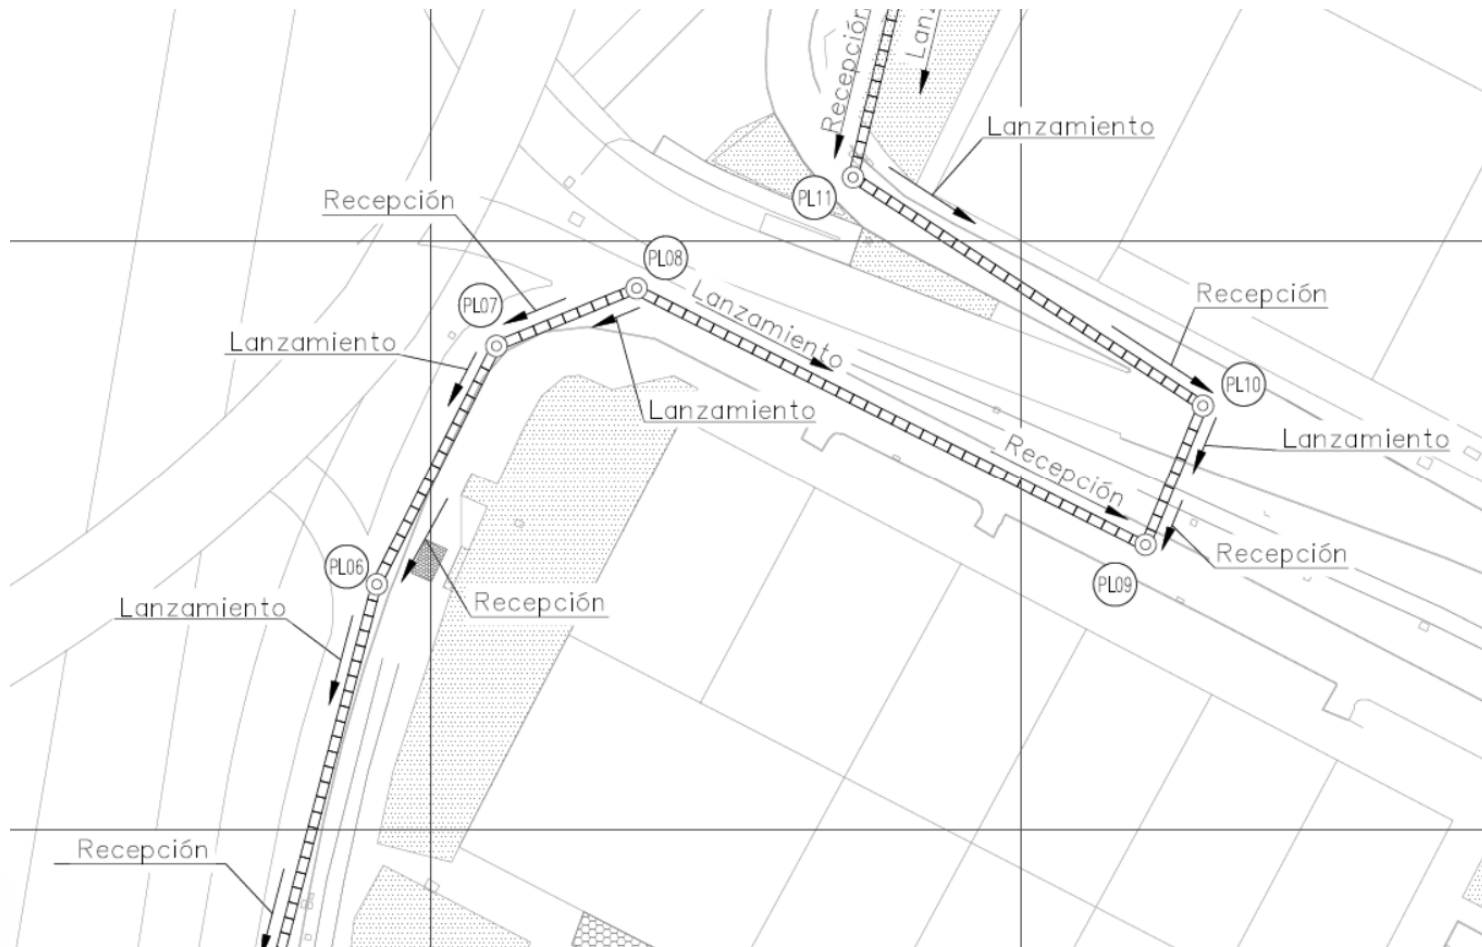 Recepción
Lanz
Lanzamiento
PL11
Recepción
PL08
PL07
Lanzamiento
Recepción
Lanzamiento
PL10
Lanzamiento
Lanzamiento
Recepción
Recepción
PL06
PL09
Lanzamiento
Recepción
Recepción